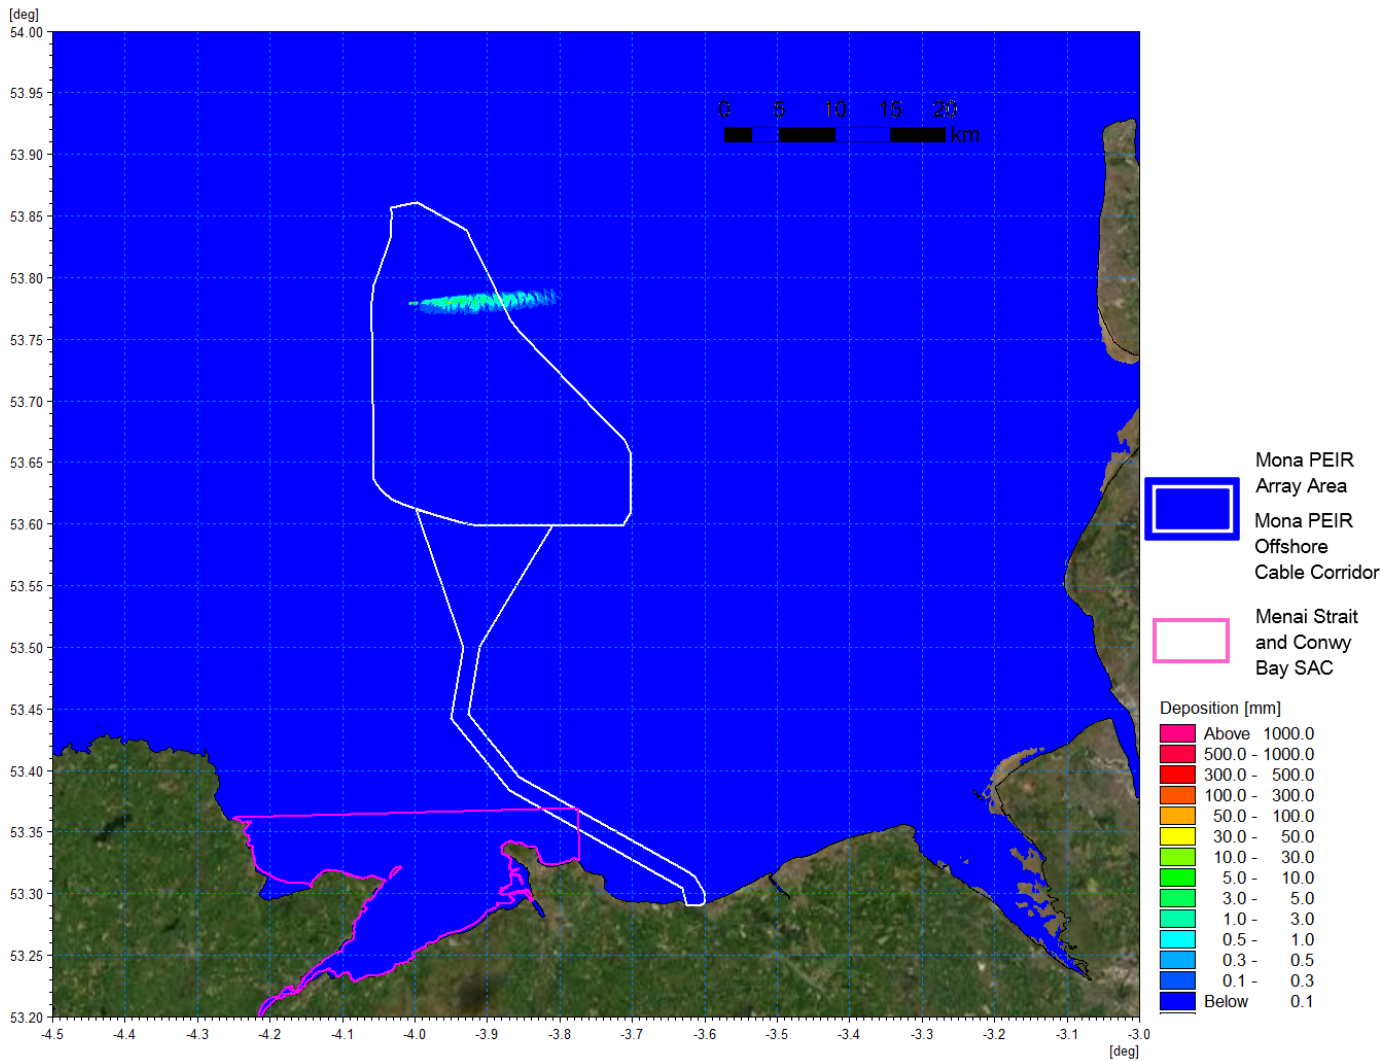 [deg]
54.00
53.95
53.90
53.85
53.80
53.75
53.70
53.65
53.60
53.55
53.50
53.45
53.40
53.35
53.30
53.25
53.20
0 5 10 15 20
km
-4.5 -4.4 -4.3 -4.2 -4.1 -4.0 -3.9 -3.8 -3.7 -3.6 -3.5 -3.4 -3.3 -3.2 -3.1 -3.0
[deg]
Mona PEIR
Array Area
Mona PEIR
Offshore
Cable Corridor
Menai Strait
and Conwy
Bay SAC
Deposition [mm]
Above 1000.0
500.0 - 1000.0
300.0 - 500.0
100.0 - 300.0
50.0 - 100.0
30.0 - 50.0
10.0 - 30.0
5.0 - 10.0
3.0 - 5.0
1.0 - 3.0
0.5 - 1.0
0.3 - 0.5
0.1 - 0.3
Below 0.1